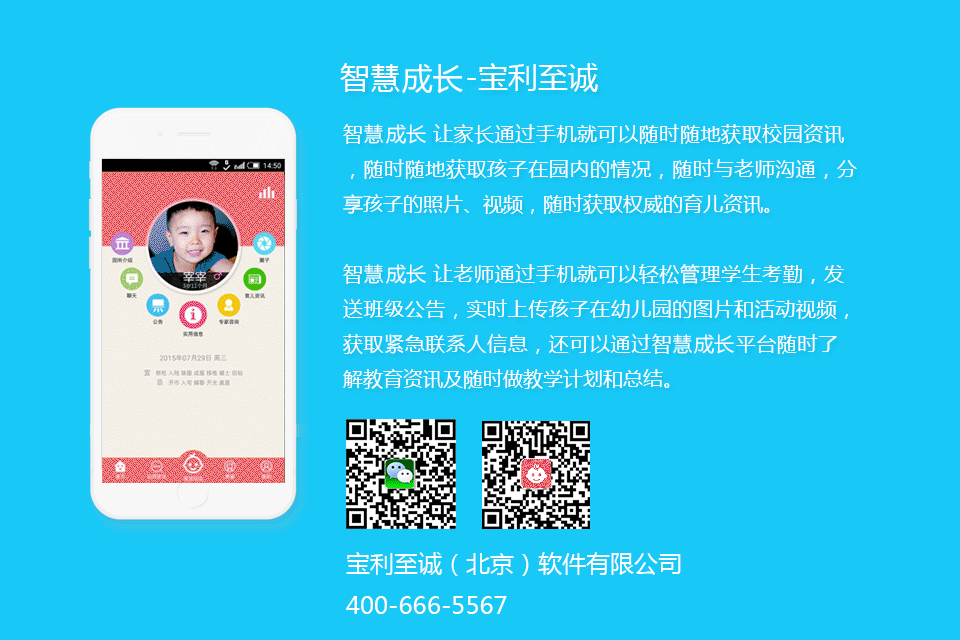 智慧成长-宝利至诚
智慧成长 让家长通过手机就可以随时随地获取校园资讯
，随时随地获取孩子在园内的情况，随时与老师沟通，分
享孩子的照片、视频，随时获取权威的育儿资讯。
智慧成长 让老师通过手机就可以轻松管理学生考勤，发
送班级公告，实时上传孩子在幼儿园的图片和活动视频，
获取紧急联系人信息，还可以通过智慧成长平台随时了
解教育资讯及随时做教学计划和总结。
14:50
宰宰
3岁11个月
园所介绍
圈子
聊天
育儿资讯
公告
专家咨询
实用信息
2015年07月29日 周三
宝利至诚（北京）软件有限公司
400-666-5567